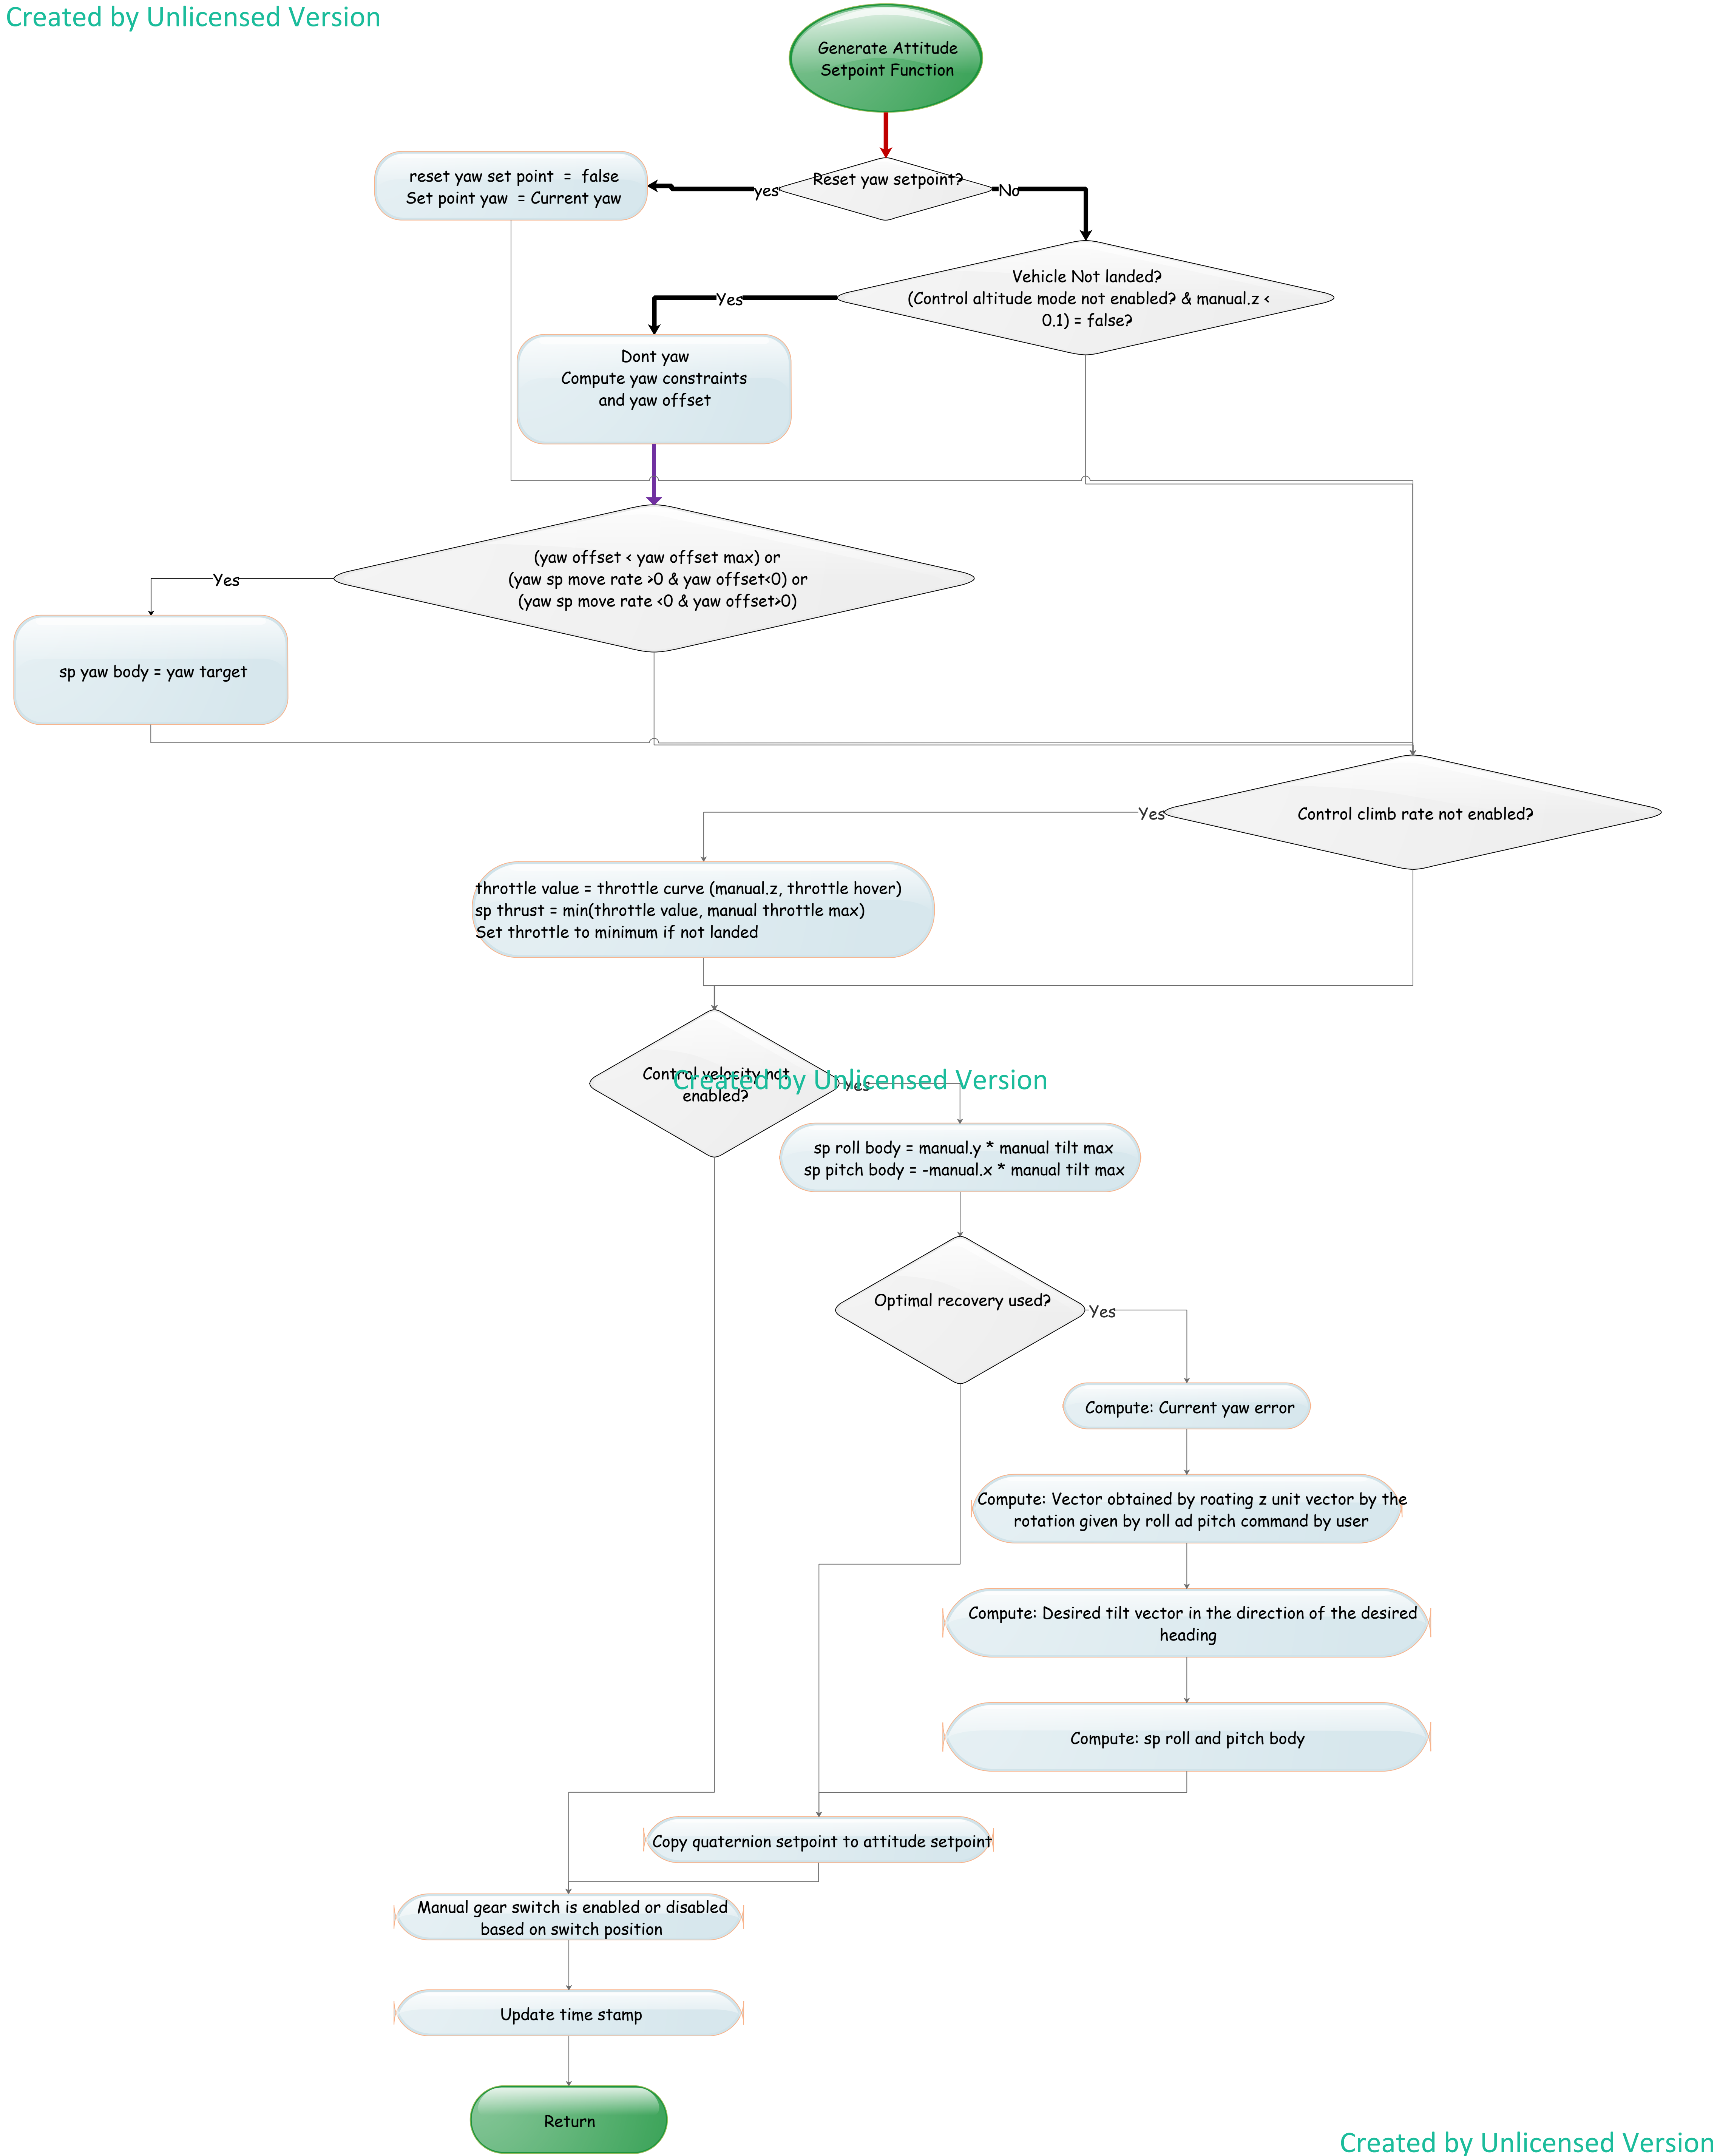 Created by Unlicensed Version
Generate Attitude
Setpoint Function
reset yaw set point  =  false
Set point yaw  = Current yaw
yes
Reset yaw setpoint?
No
Vehicle Not landed?
(Control altitude mode not enabled? & manual.z <
0.1) = false?
Yes
Dont yaw
Compute yaw constraints
and yaw offset
(yaw offset < yaw offset max) or
(yaw sp move rate >0 & yaw offset<0) or
(yaw sp move rate <0 & yaw offset>0)
Yes
sp yaw body = yaw target
Control climb rate not enabled?
Yes
throttle value = throttle curve (manual.z, throttle hover)
sp thrust = min(throttle value, manual throttle max)
Set throttle to minimum if not landed
Control velocity not
enabled?
Yes
Created by Unlicensed Version
sp roll body = manual.y * manual tilt max
sp pitch body = -manual.x * manual tilt max
Optimal recovery used?
Yes
Compute: Current yaw error
Compute: Vector obtained by roating z unit vector by the
rotation given by roll ad pitch command by user
Compute: Desired tilt vector in the direction of the desired
heading
Compute: sp roll and pitch body
Copy quaternion setpoint to attitude setpoint
Manual gear switch is enabled or disabled
based on switch position
Update time stamp
Return
Created by Unlicensed Version